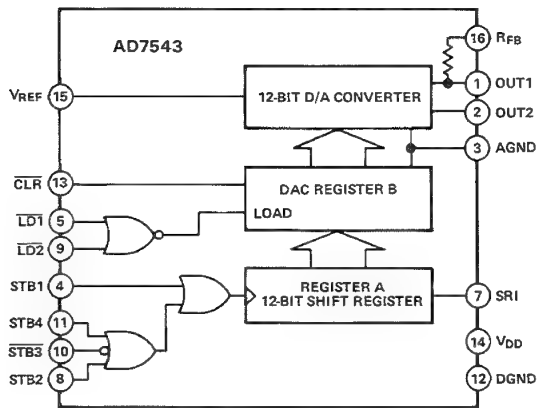 AD7543
16 RFB
1 OUT1
VREF 15
12-BIT D/A CONVERTER
2 OUT2
3 AGND
CLR 13
DAC REGISTER B
LD1 5
LOAD
LD2 9
STB1 4
REGISTER A
12-BIT SHIFT REGISTER
7 SRI
STB4 11
14 VDD
STB3 10
STB2 8
12 DGND